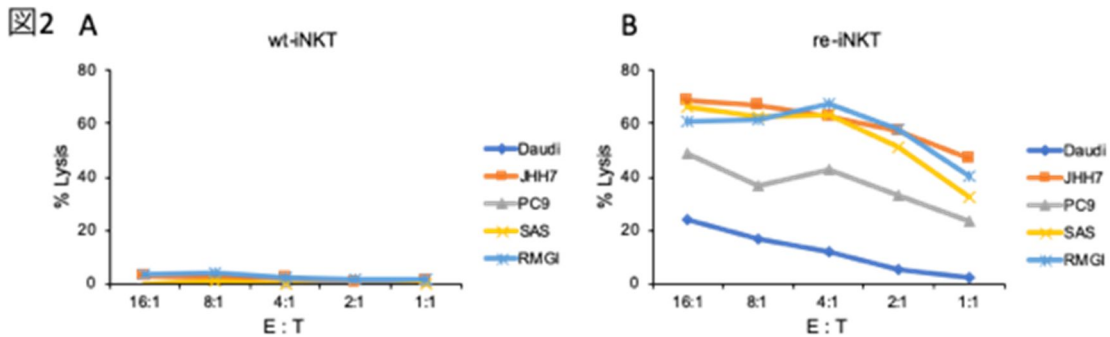 図2 A
wt-iNKT
80
60
40
20
0
% Lysis
16:1 8:1 4:1 2:1 1:1
E : T
Daudi
JHH7
PC9
SAS
RMGI
B
re-iNKT
80
60
40
20
0
% Lysis
16:1 8:1 4:1 2:1 1:1
E : T
Daudi
JHH7
PC9
SAS
RMGI